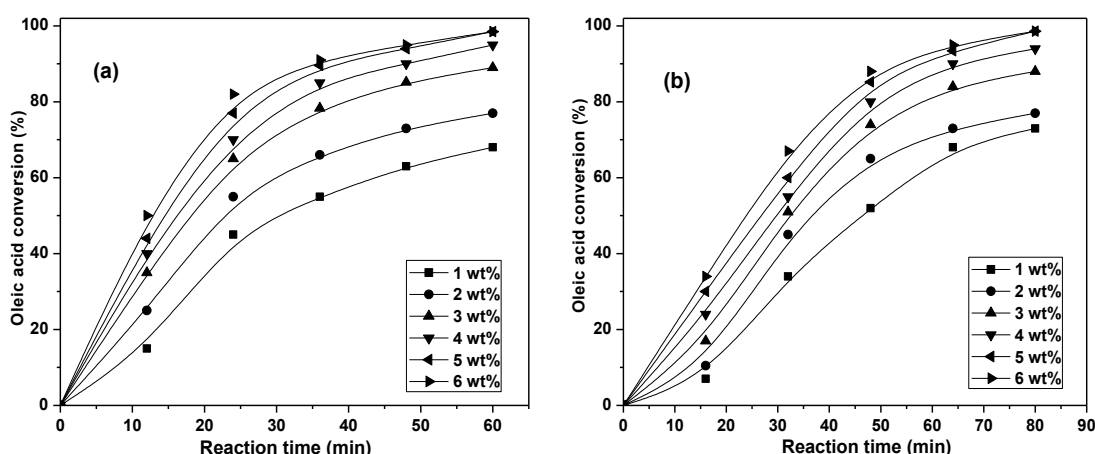 (a)
Oleic acid conversion (%)
100
80
60
40
20
0
0 10 20 30 40 50 60
Reaction time (min)
1 wt%
2 wt%
3 wt%
4 wt%
5 wt%
6 wt%
(b)
Oleic acid conversion (%)
100
80
60
40
20
0
0 10 20 30 40 50 60 70 80 90
Reaction time (min)
1 wt%
2 wt%
3 wt%
4 wt%
5 wt%
6 wt%